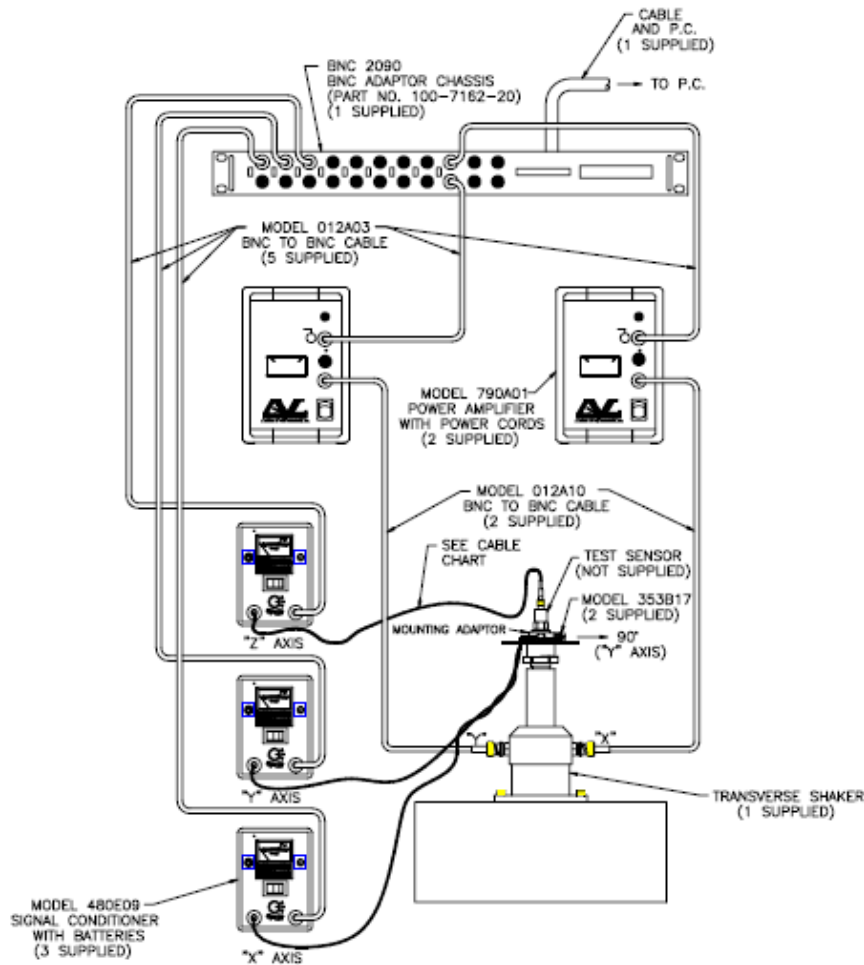 CABLE
AND P.C.
(1 SUPPLIED)
BNC 2090
BNC ADAPTOR CHASSIS
(PART NO. 100-7162-20)
(1 SUPPLIED)
TO P.C.
MODEL 012A03
BNC TO BNC CABLE
(5 SUPPLIED)
MODEL 790A01
POWER AMPLIFIER
WITH POWER CORDS
(2 SUPPLIED)
MODEL 012A10
BNC TO BNC CABLE
(2 SUPPLIED)
SEE CABLE
CHART
TEST SENSOR
(NOT SUPPLIED)
MODEL 353B17
(2 SUPPLIED)
MOUNTING ADAPTOR
90°
("Y" AXIS)
"Z" AXIS
"Y"
"X"
"Y" AXIS
TRANSVERSE SHAKER
(1 SUPPLIED)
MODEL 480E09
SIGNAL CONDITIONER
WITH BATTERIES
(3 SUPPLIED)
"X" AXIS